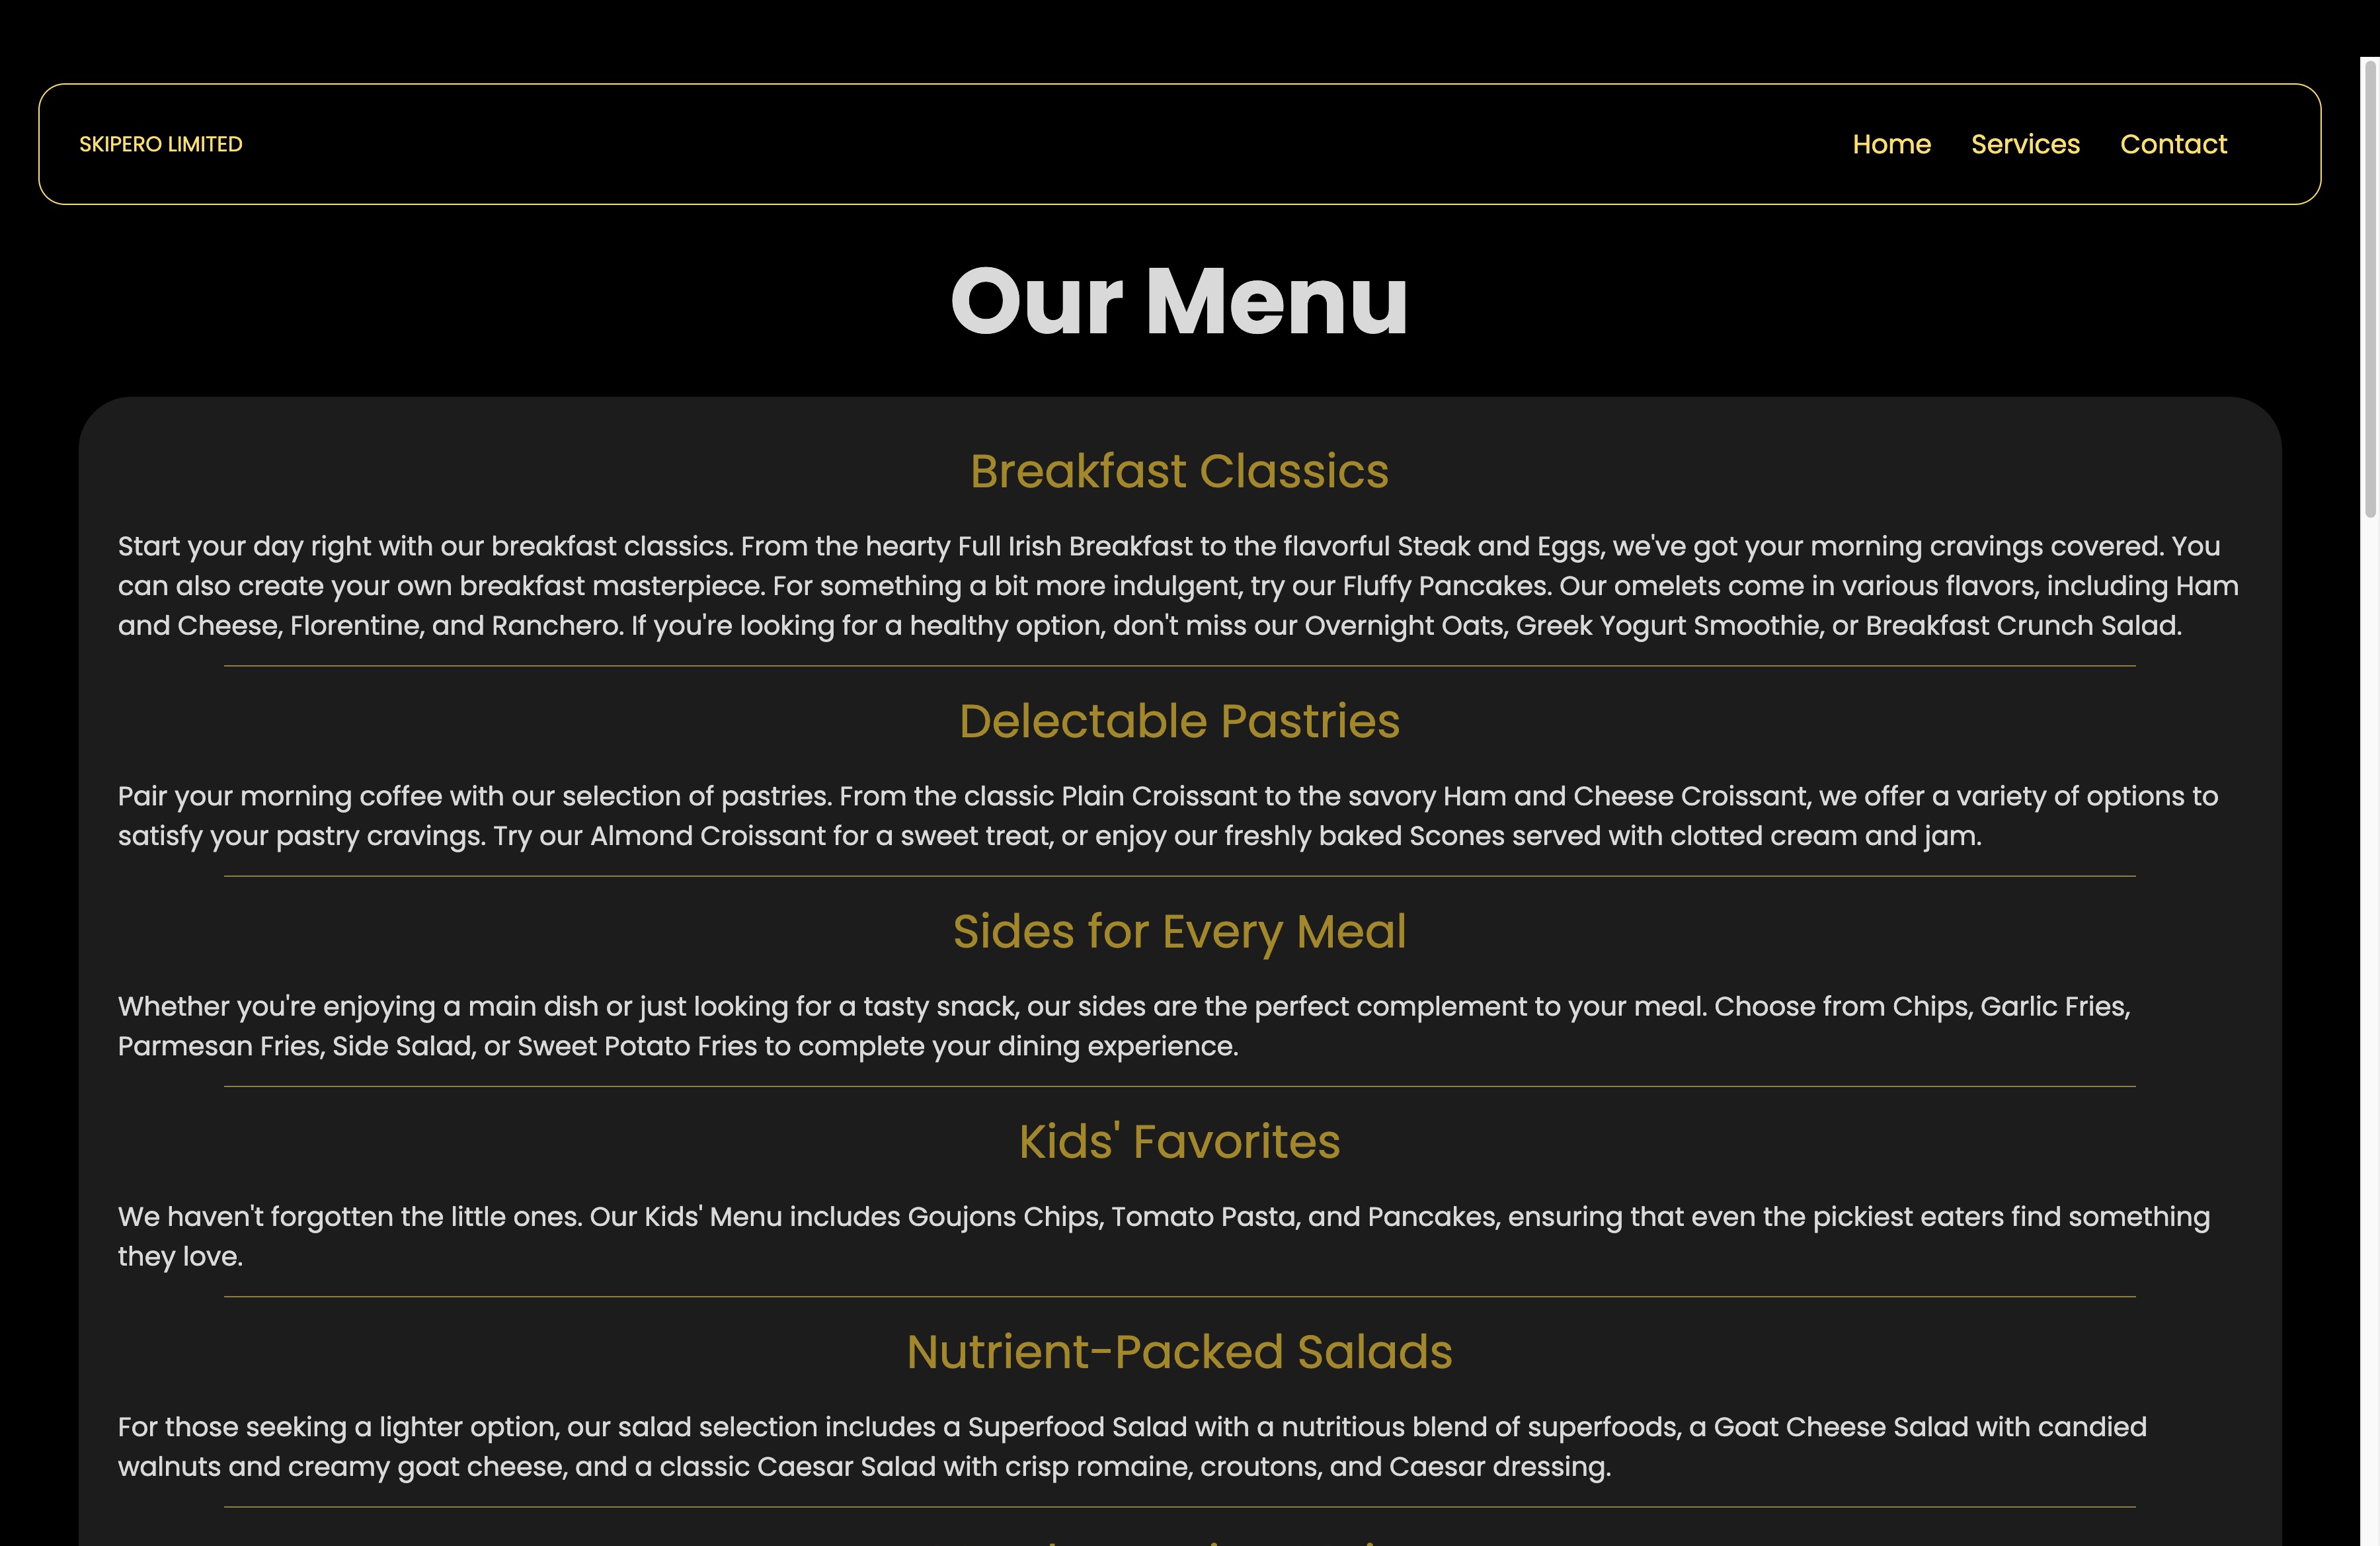 SKIPERO LIMITED
Home Services Contact
Our Menu
Breakfast Classics
Start your day right with our breakfast classics. From the hearty Full Irish Breakfast to the flavorful Steak and Eggs, we've got your morning cravings covered. You
can also create your own breakfast masterpiece. For something a bit more indulgent, try our Fluffy Pancakes. Our omelets come in various flavors, including Ham
and Cheese, Florentine, and Ranchero. If you're looking for a healthy option, don't miss our Overnight Oats, Greek Yogurt Smoothie, or Breakfast Crunch Salad.
Delectable Pastries
Pair your morning coffee with our selection of pastries. From the classic Plain Croissant to the savory Ham and Cheese Croissant, we offer a variety of options to
satisfy your pastry cravings. Try our Almond Croissant for a sweet treat, or enjoy our freshly baked Scones served with clotted cream and jam.
Sides for Every Meal
Whether you're enjoying a main dish or just looking for a tasty snack, our sides are the perfect complement to your meal. Choose from Chips, Garlic Fries,
Parmesan Fries, Side Salad, or Sweet Potato Fries to complete your dining experience.
Kids' Favorites
We haven't forgotten the little ones. Our Kids' Menu includes Goujons Chips, Tomato Pasta, and Pancakes, ensuring that even the pickiest eaters find something
they love.
Nutrient-Packed Salads
For those seeking a lighter option, our salad selection includes a Superfood Salad with a nutritious blend of superfoods, a Goat Cheese Salad with candied
walnuts and creamy goat cheese, and a classic Caesar Salad with crisp romaine, croutons, and Caesar dressing.